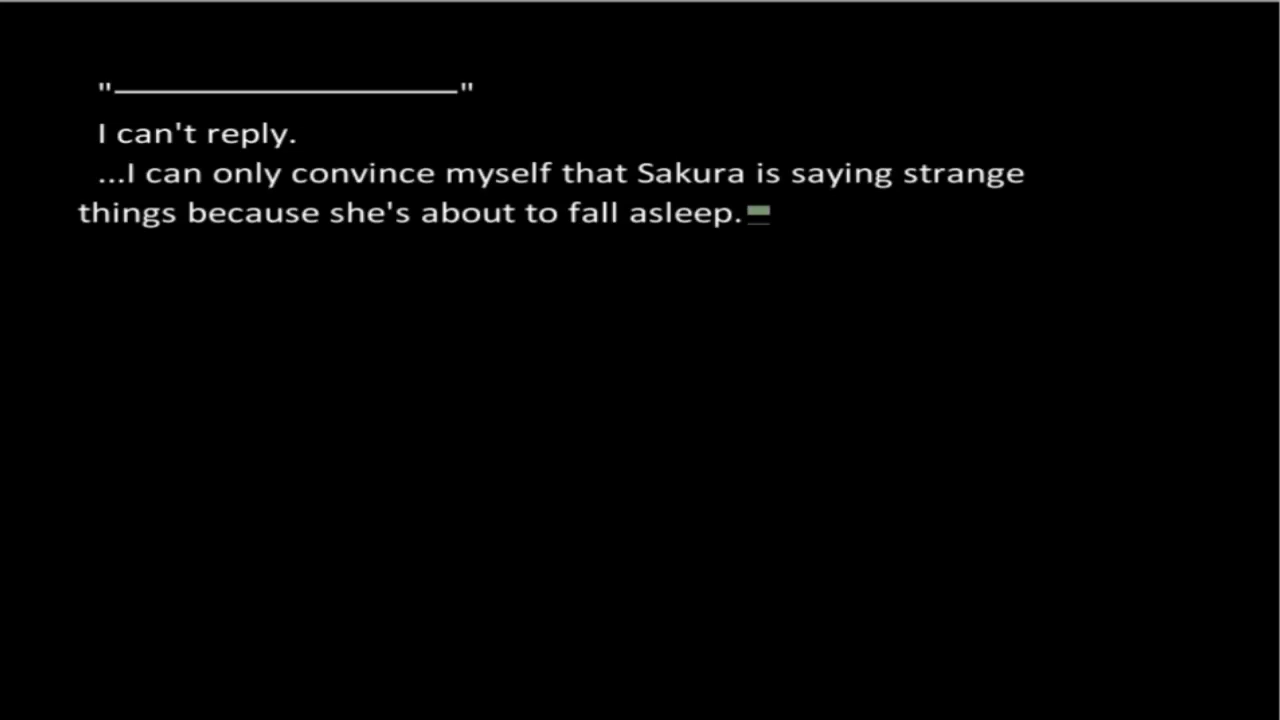 "―――――――――――――――"
I can't reply.
...I can only convince myself that Sakura is saying strange
things because she's about to fall asleep.